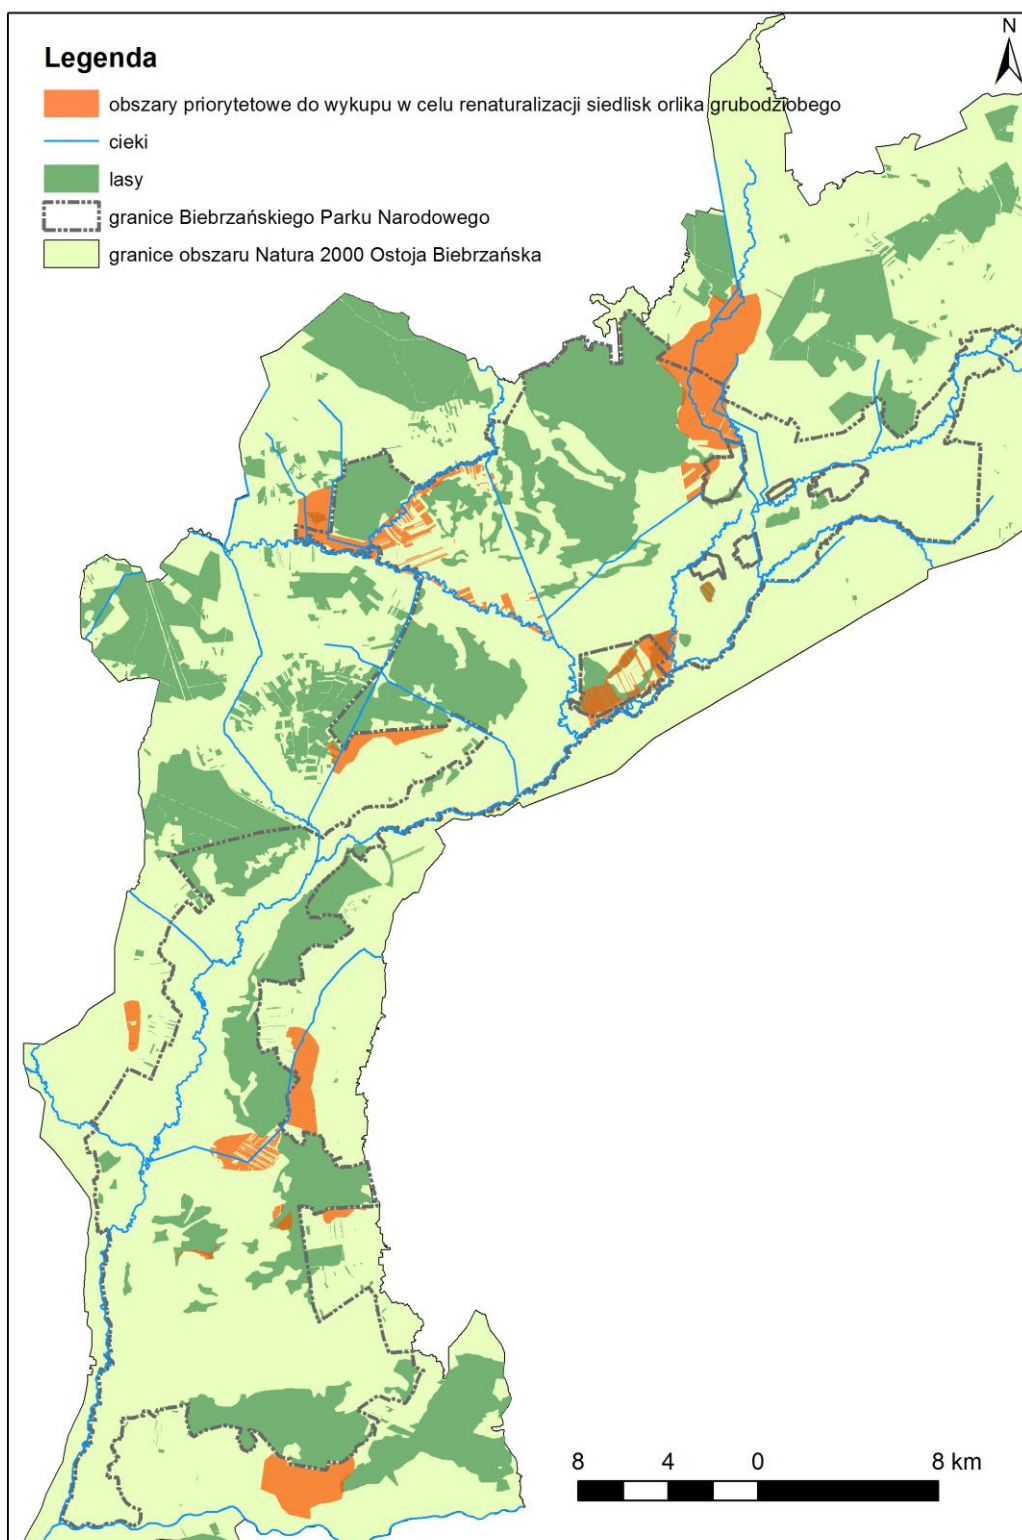 N
Legenda
obszary priorytetowe do wykupu w celu renaturalizacji siedlisk orlika grubodziobego
cieki
lasy
granice Biebrzańskiego Parku Narodowego
granice obszaru Natura 2000 Ostoja Biebrzańska
8 4 0 8 km